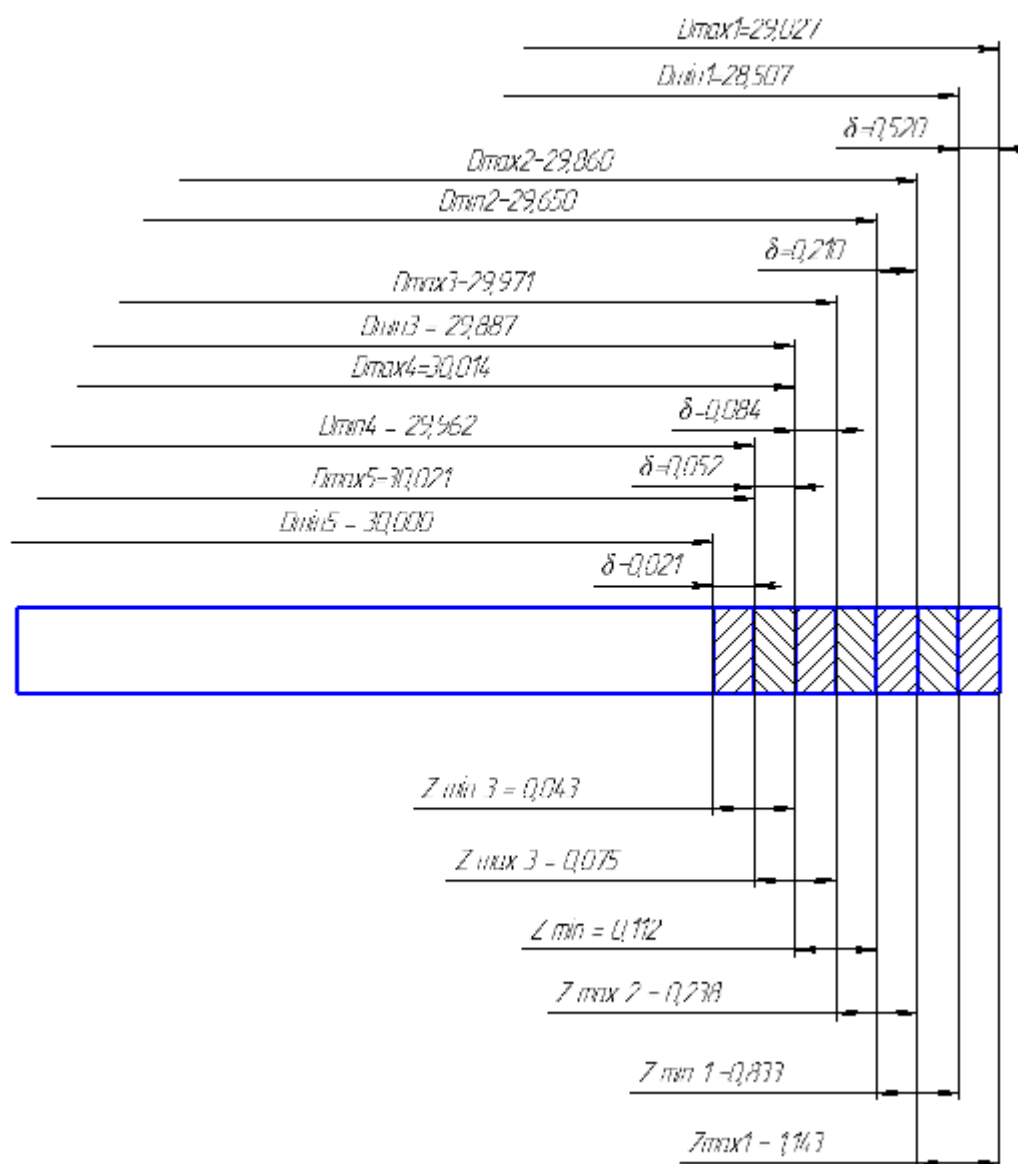 Dmax1=29,027
Dmin1=28,507
δ=0,520
Dmax2=29,860
Dmin2=29,650
δ=0,210
Dmax3=29,971
Dmin3 = 29,887
Dmax4=30,014
δ=0,084
Dmin4 = 29,962
δ=0,052
Dmax5=30,021
Dmin5 = 30,000
δ=0,021
Z min 3 = 0,043
Z max 3 = 0,075
Z min = 0,112
Z max 2 = 0,238
Z min 1=0,833
Zmax1 = 1,143